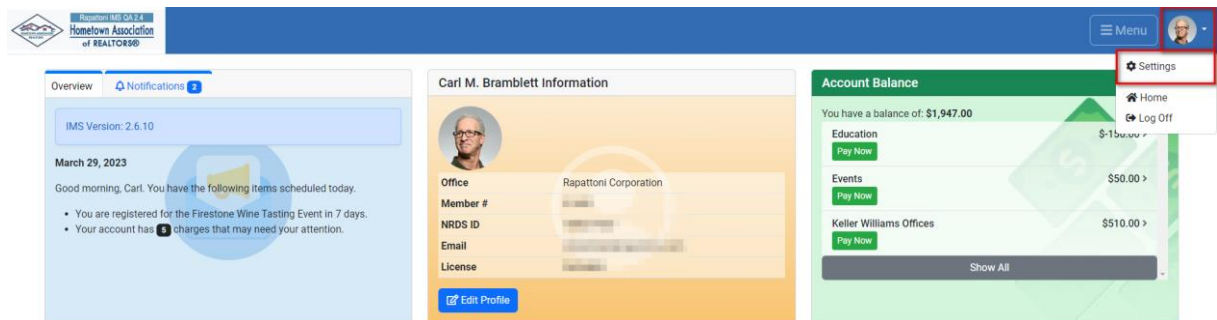 Rapattoni IMS QA 2.4
Hometown Association
of REALTORS®
Menu
Settings
Home
Log Off
Overview
Notifications 2
IMS Version: 2.6.10
March 29, 2023
Good morning, Carl. You have the following items scheduled today.
• You are registered for the Firestone Wine Tasting Event in 7 days.
• Your account has 5 charges that may need your attention.
Carl M. Bramblett Information
Office Rapattoni Corporation
Member #
NRDS ID
Email
License
Edit Profile
Account Balance
You have a balance of: $1,947.00
Education $-150.00 >
Pay Now
Events $50.00 >
Pay Now
Keller Williams Offices $510.00 >
Pay Now
Show All